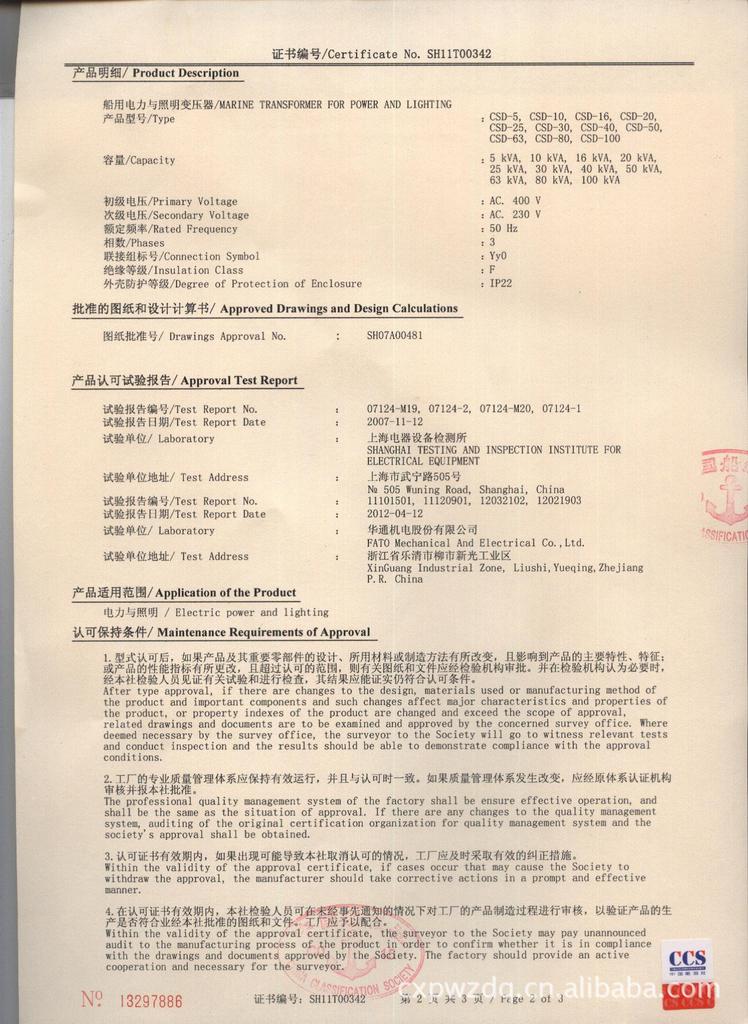 证书编号/Certificate No. SH11T00342
产品明细/ Product Description
船用电力与照明变压器/MARINE TRANSFORMER FOR POWER AND LIGHTING
产品型号/Type : CSD-5, CSD-10, CSD-16, CSD-20,
CSD-25, CSD-30, CSD-40, CSD-50,
CSD-63, CSD-80, CSD-100
容量/Capacity : 5 kVA, 10 kVA, 16 kVA, 20 kVA,
25 kVA, 30 kVA, 40 kVA, 50 kVA,
63 kVA, 80 kVA, 100 kVA
初级电压/Primary Voltage : AC. 400 V
次级电压/Secondary Voltage : AC. 230 V
额定频率/Rated Frequency : 50 Hz
相数/Phases : 3
联接组标号/Connection Symbol : Yy0
绝缘等级/Insulation Class : F
外壳防护等级/Degree of Protection of Enclosure : IP22
批准的图纸和设计计算书/ Approved Drawings and Design Calculations
图纸批准号/ Drawings Approval No. : SH07A00481
产品认可试验报告/ Approval Test Report
试验报告编号/Test Report No. : 07124-M19, 07124-2, 07124-M20, 07124-1
试验报告日期/Test Report Date : 2007-11-12
试验单位/ Laboratory : 上海电器设备检测所
SHANGHAI TESTING AND INSPECTION INSTITUTE FOR
ELECTRICAL EQUIPMENT
试验单位地址/ Test Address : 上海市武宁路505号
№ 505 Wuning Road, Shanghai, China
试验报告编号/Test Report No. : 11101501, 11120901, 12032102, 12021903
试验报告日期/Test Report Date : 2012-04-12
试验单位/ Laboratory : 华通机电股份有限公司
FATO Mechanical And Electrical Co., Ltd.
试验单位地址/ Test Address : 浙江省乐清市柳市新光工业区
XinGuang Industrial Zone, Liushi,Yueqing,Zhejiang
P.R. China
产品适用范围/ Application of the Product
电力与照明 / Electric power and lighting
认可保持条件/ Maintenance Requirements of Approval
1. 型式认可后，如果产品及其重要零部件的设计、所用材料或制造方法有所改变，且影响到产品的主要特性、特征；
或产品的性能指标有所更改，且超过认可的范围，则有关图纸和文件应经检验机构审批。并在检验机构认为必要时，
经本社检验人员见证有关试验和进行检查，其结果应能证实仍符合认可条件。
After type approval, if there are changes to the design, materials used or manufacturing method of
the product and important components and such changes affect major characteristics and properties of
the product, or property indexes of the product are changed and exceed the scope of approval,
related drawings and documents are to be examined and approved by the concerned survey office. Where
deemed necessary by the survey office, the surveyor to the Society will go to witness relevant tests
and conduct inspection and the results should be able to demonstrate compliance with the approval
conditions.
2. 工厂的专业质量管理体系应保持有效运行，并且与认可时一致。如果质量管理体系发生改变，应经原体系认证机构
审核并报本社批准。
The professional quality management system of the factory shall be ensure effective operation, and
shall be the same as the situation of approval. If there are any changes to the quality management
system, auditing of the original certification organization for quality management system and the
society's approval shall be obtained.
3. 认可证书有效期内，如果出现可能导致本社取消认可的情况，工厂应及时采取有效的纠正措施。
Within the validity of the approval certificate, if cases occur that may cause the Society to
withdraw the approval, the manufacturer should take corrective actions in a prompt and effective
manner.
4. 在认可证书有效期内，本社检验人员可在未经事先通知的情况下对工厂的产品制造过程进行审核，以验证产品的生
产是否符合业经本社批准的图纸和文件。工厂应予以配合。
Within the validity of the approval certificate, the surveyor to the Society may pay unannounced
audit to the manufacturing process of the product in order to confirm whether it is in compliance
with the drawings and documents approved by the Society. The factory should provide an active
cooperation and necessary for the surveyor.
CLASSIFICATION SOCIETY
CCS
中国船级社
№ 13297886
证书编号: SH11T00342 第 2 页 共 3 页 / Page 2 of 3
cxpwzdq.cn.alibaba.com